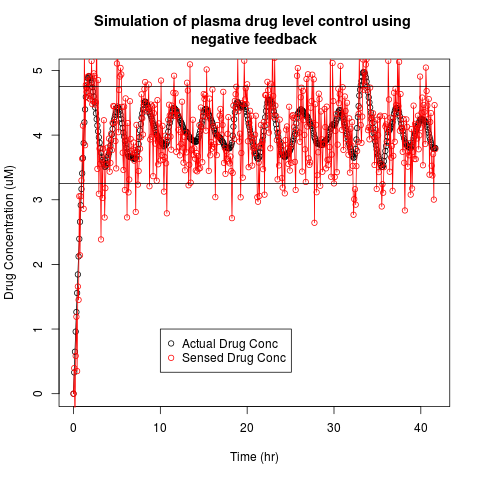 Simulation of plasma drug level control using
negative feedback
Drug Concentration (uM)
5
4
3
2
1
0
Actual Drug Conc
Sensed Drug Conc
0 10 20 30 40
Time (hr)